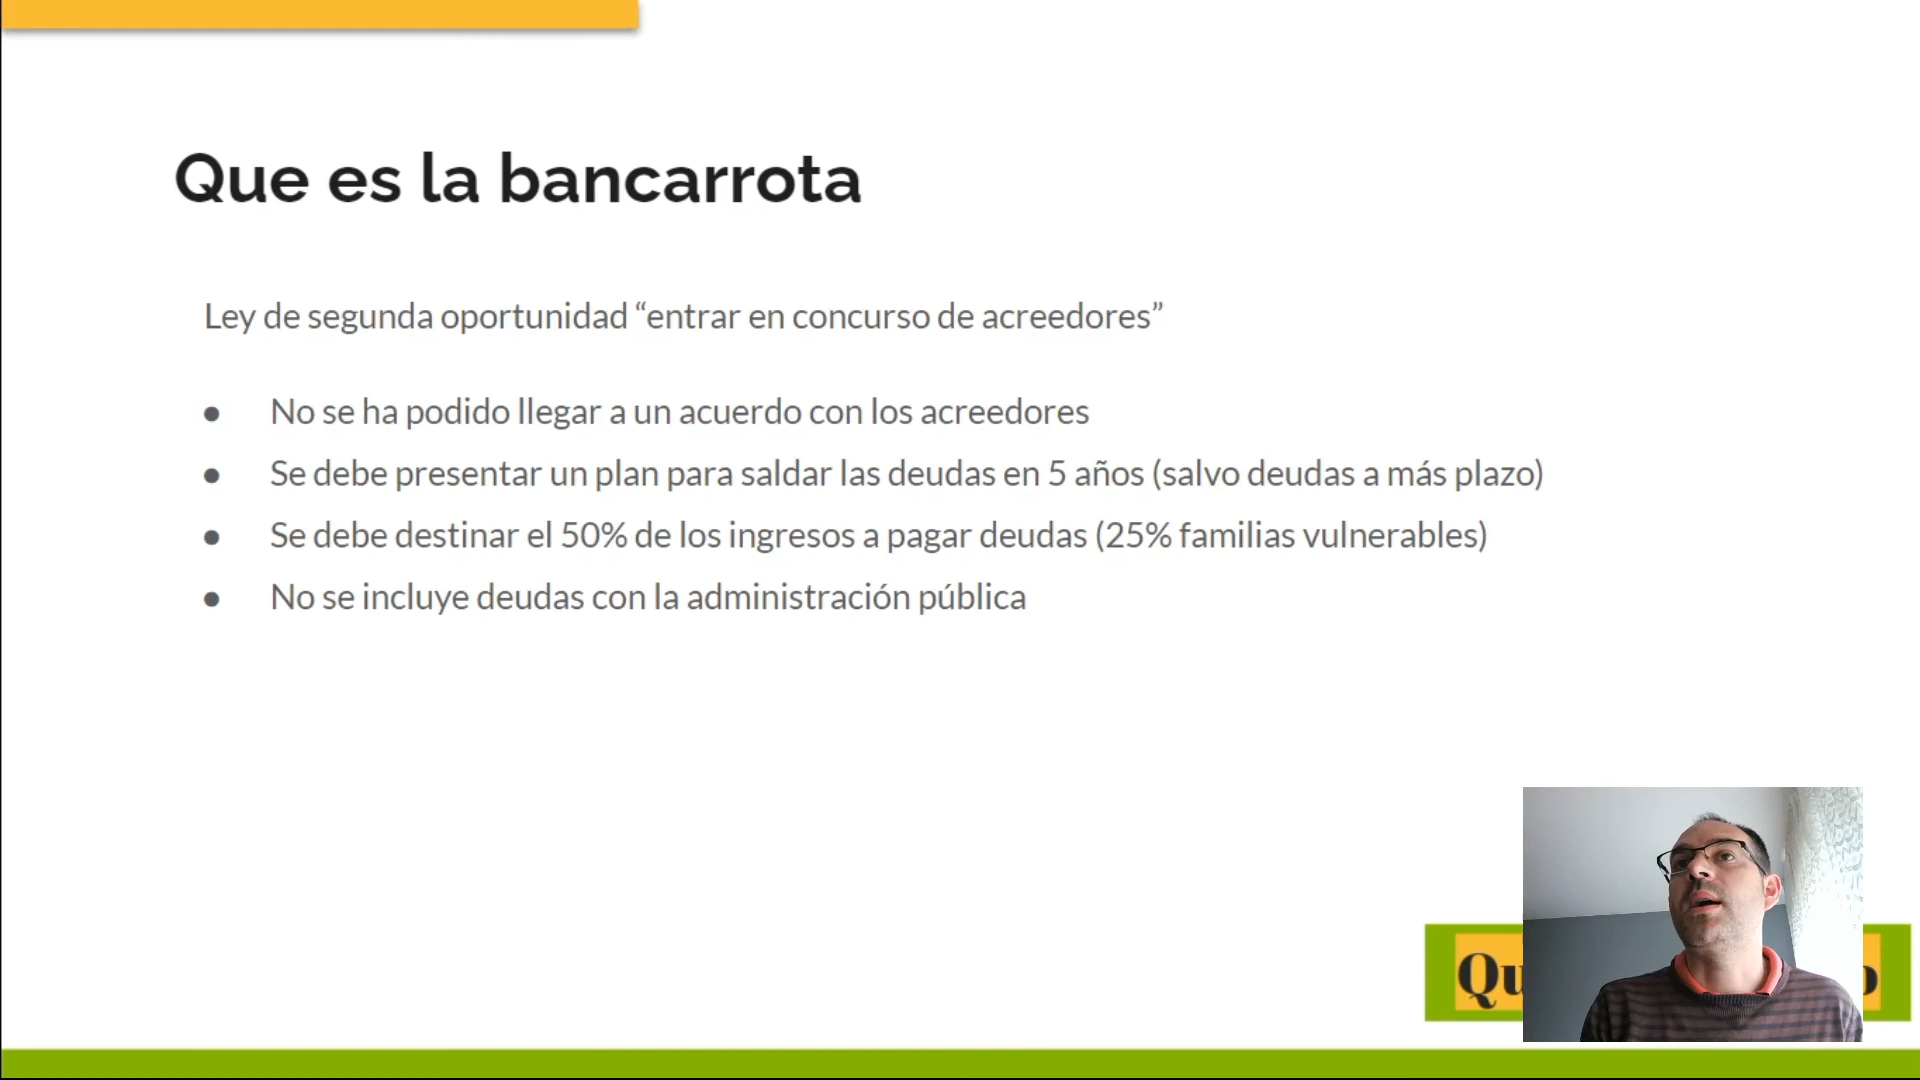 Que es la bancarrota
Ley de segunda oportunidad “entrar en concurso de acreedores”
● No se ha podido llegar a un acuerdo con los acreedores
● Se debe presentar un plan para saldar las deudas en 5 años (salvo deudas a más plazo)
● Se debe destinar el 50% de los ingresos a pagar deudas (25% familias vulnerables)
● No se incluye deudas con la administración pública